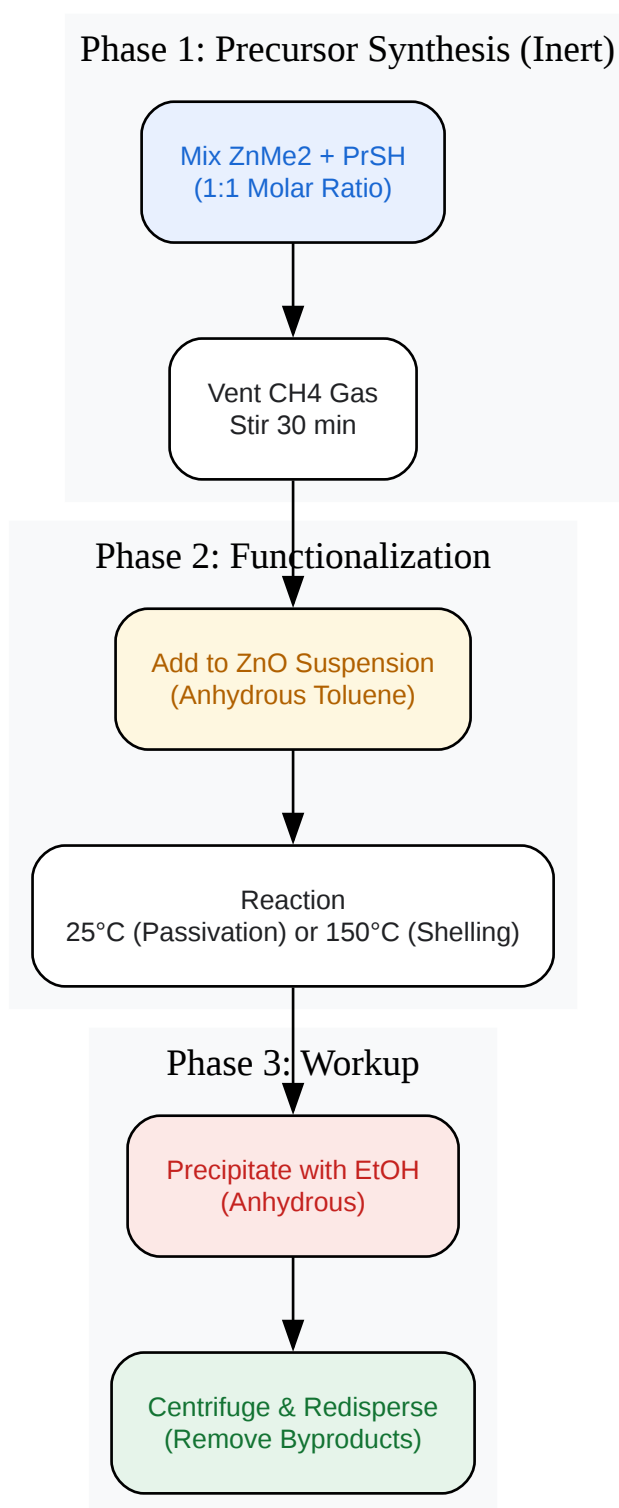 Phase 1: Precursor Synthesis (Inert)
Mix ZnMe2 + PrSH
(1:1 Molar Ratio)
Vent CH4 Gas
Stir 30 min
Phase 2: Functionalization
Add to ZnO Suspension
(Anhydrous Toluene)
Reaction
25°C (Passivation) or 150°C (Shelling)
Phase 3: Workup
Precipitate with EtOH
(Anhydrous)
Centrifuge & Redisperse
(Remove Byproducts)